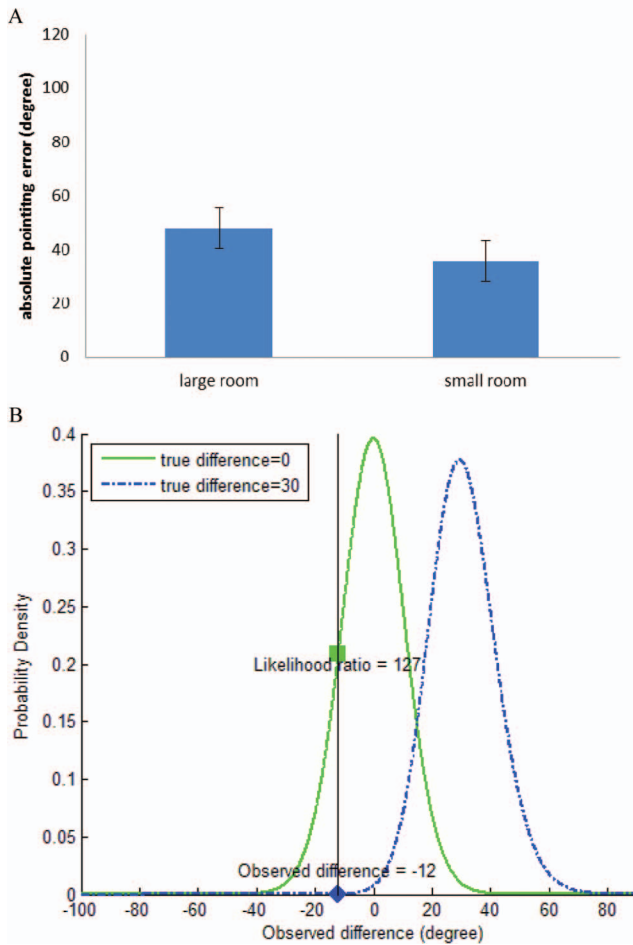 A
absolute pointitng error (degree)
120
100
80
60
40
20
0
large room
small room
B
Probability Density
0.4
0.35
0.3
0.25
0.2
0.15
0.1
0.05
0
true difference=0
true difference=30
Likelihood ratio = 127
Observed difference = -12
-100
-80
-60
-40
-20
0
20
40
60
80
Observed difference (degree)